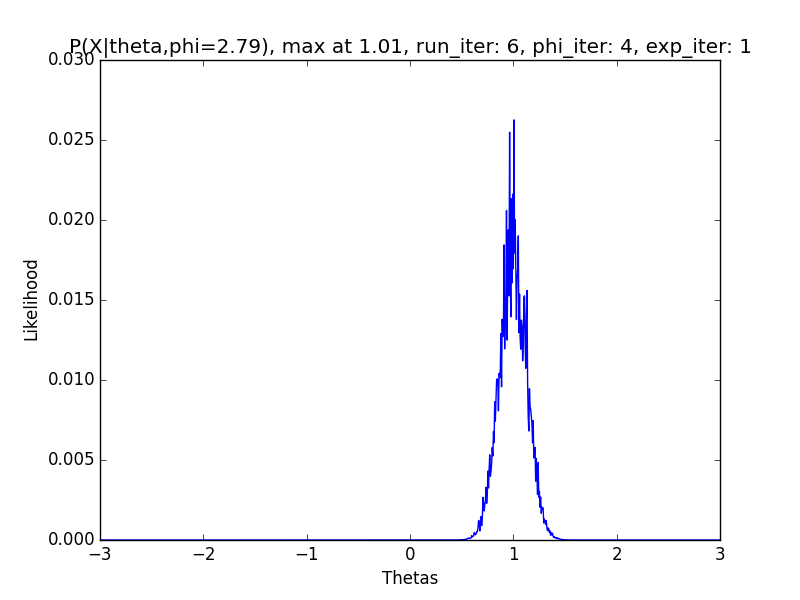 P(X|theta,phi=2.79), max at 1.01, run_iter: 6, phi_iter: 4, exp_iter: 1
0.030
0.025
0.020
0.015
0.010
0.005
0.000
Likelihood
−3 −2 −1 0 1 2 3
Thetas